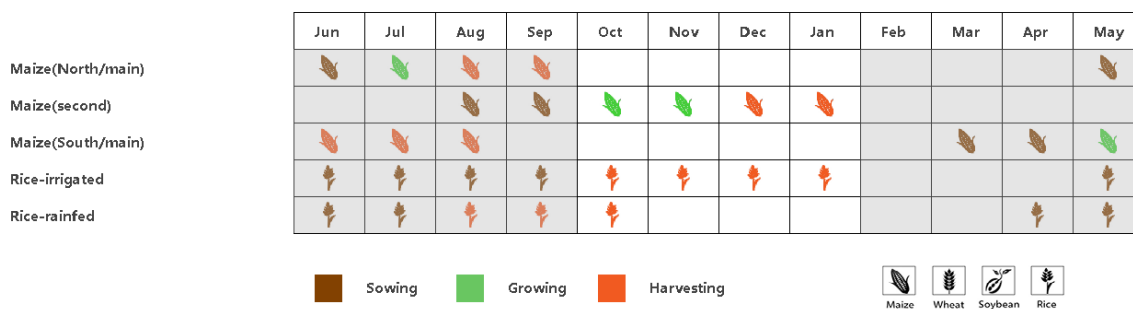 Jun Jul Aug Sep Oct Nov Dec Jan Feb Mar Apr May
Maize(North/main)
Maize(second)
Maize(South/main)
Rice-irrigated
Rice-rainfed
Sowing Growing Harvesting
Maize Wheat Soybean Rice